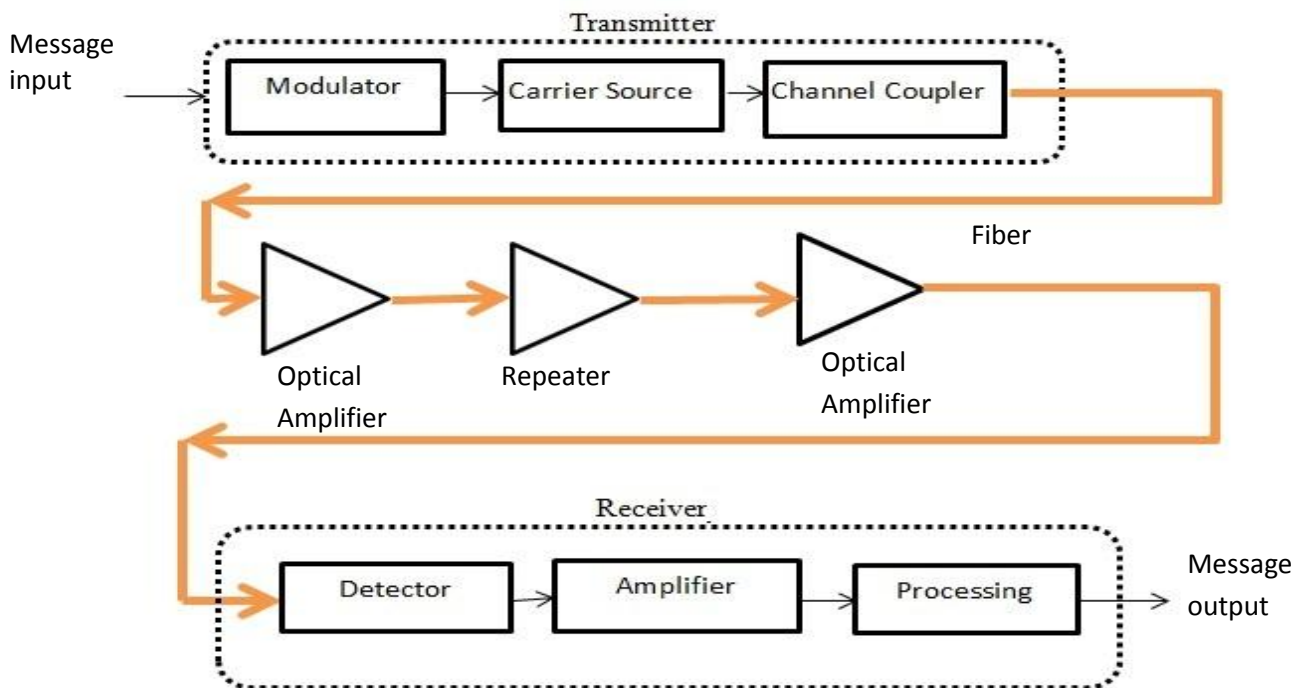 Transmitter
Message
input
Modulator
Carrier Source
Channel Coupler
Fiber
Optical
Amplifier
Repeater
Optical
Amplifier
Receiver
Detector
Amplifier
Processing
Message
output